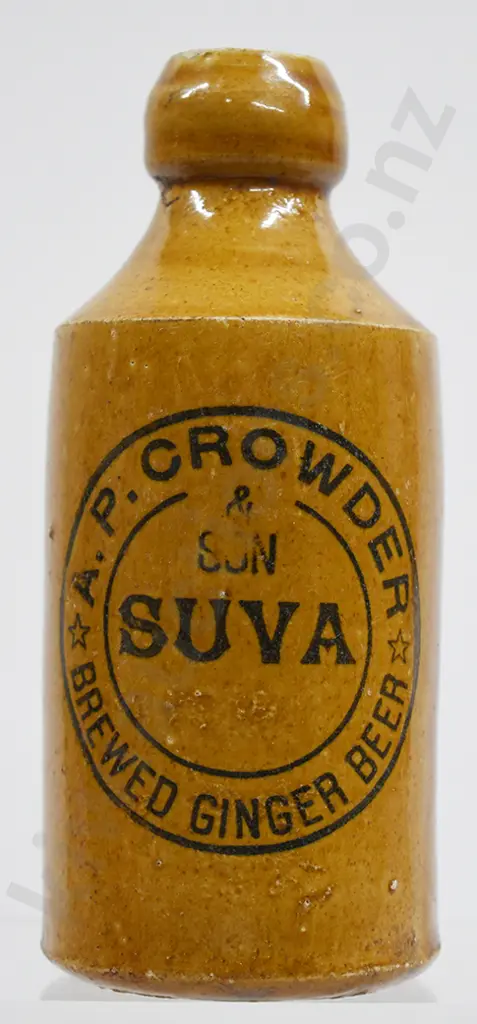 A. P. CROWDER
&
SON
SUVA
BREWED GINGER BEER